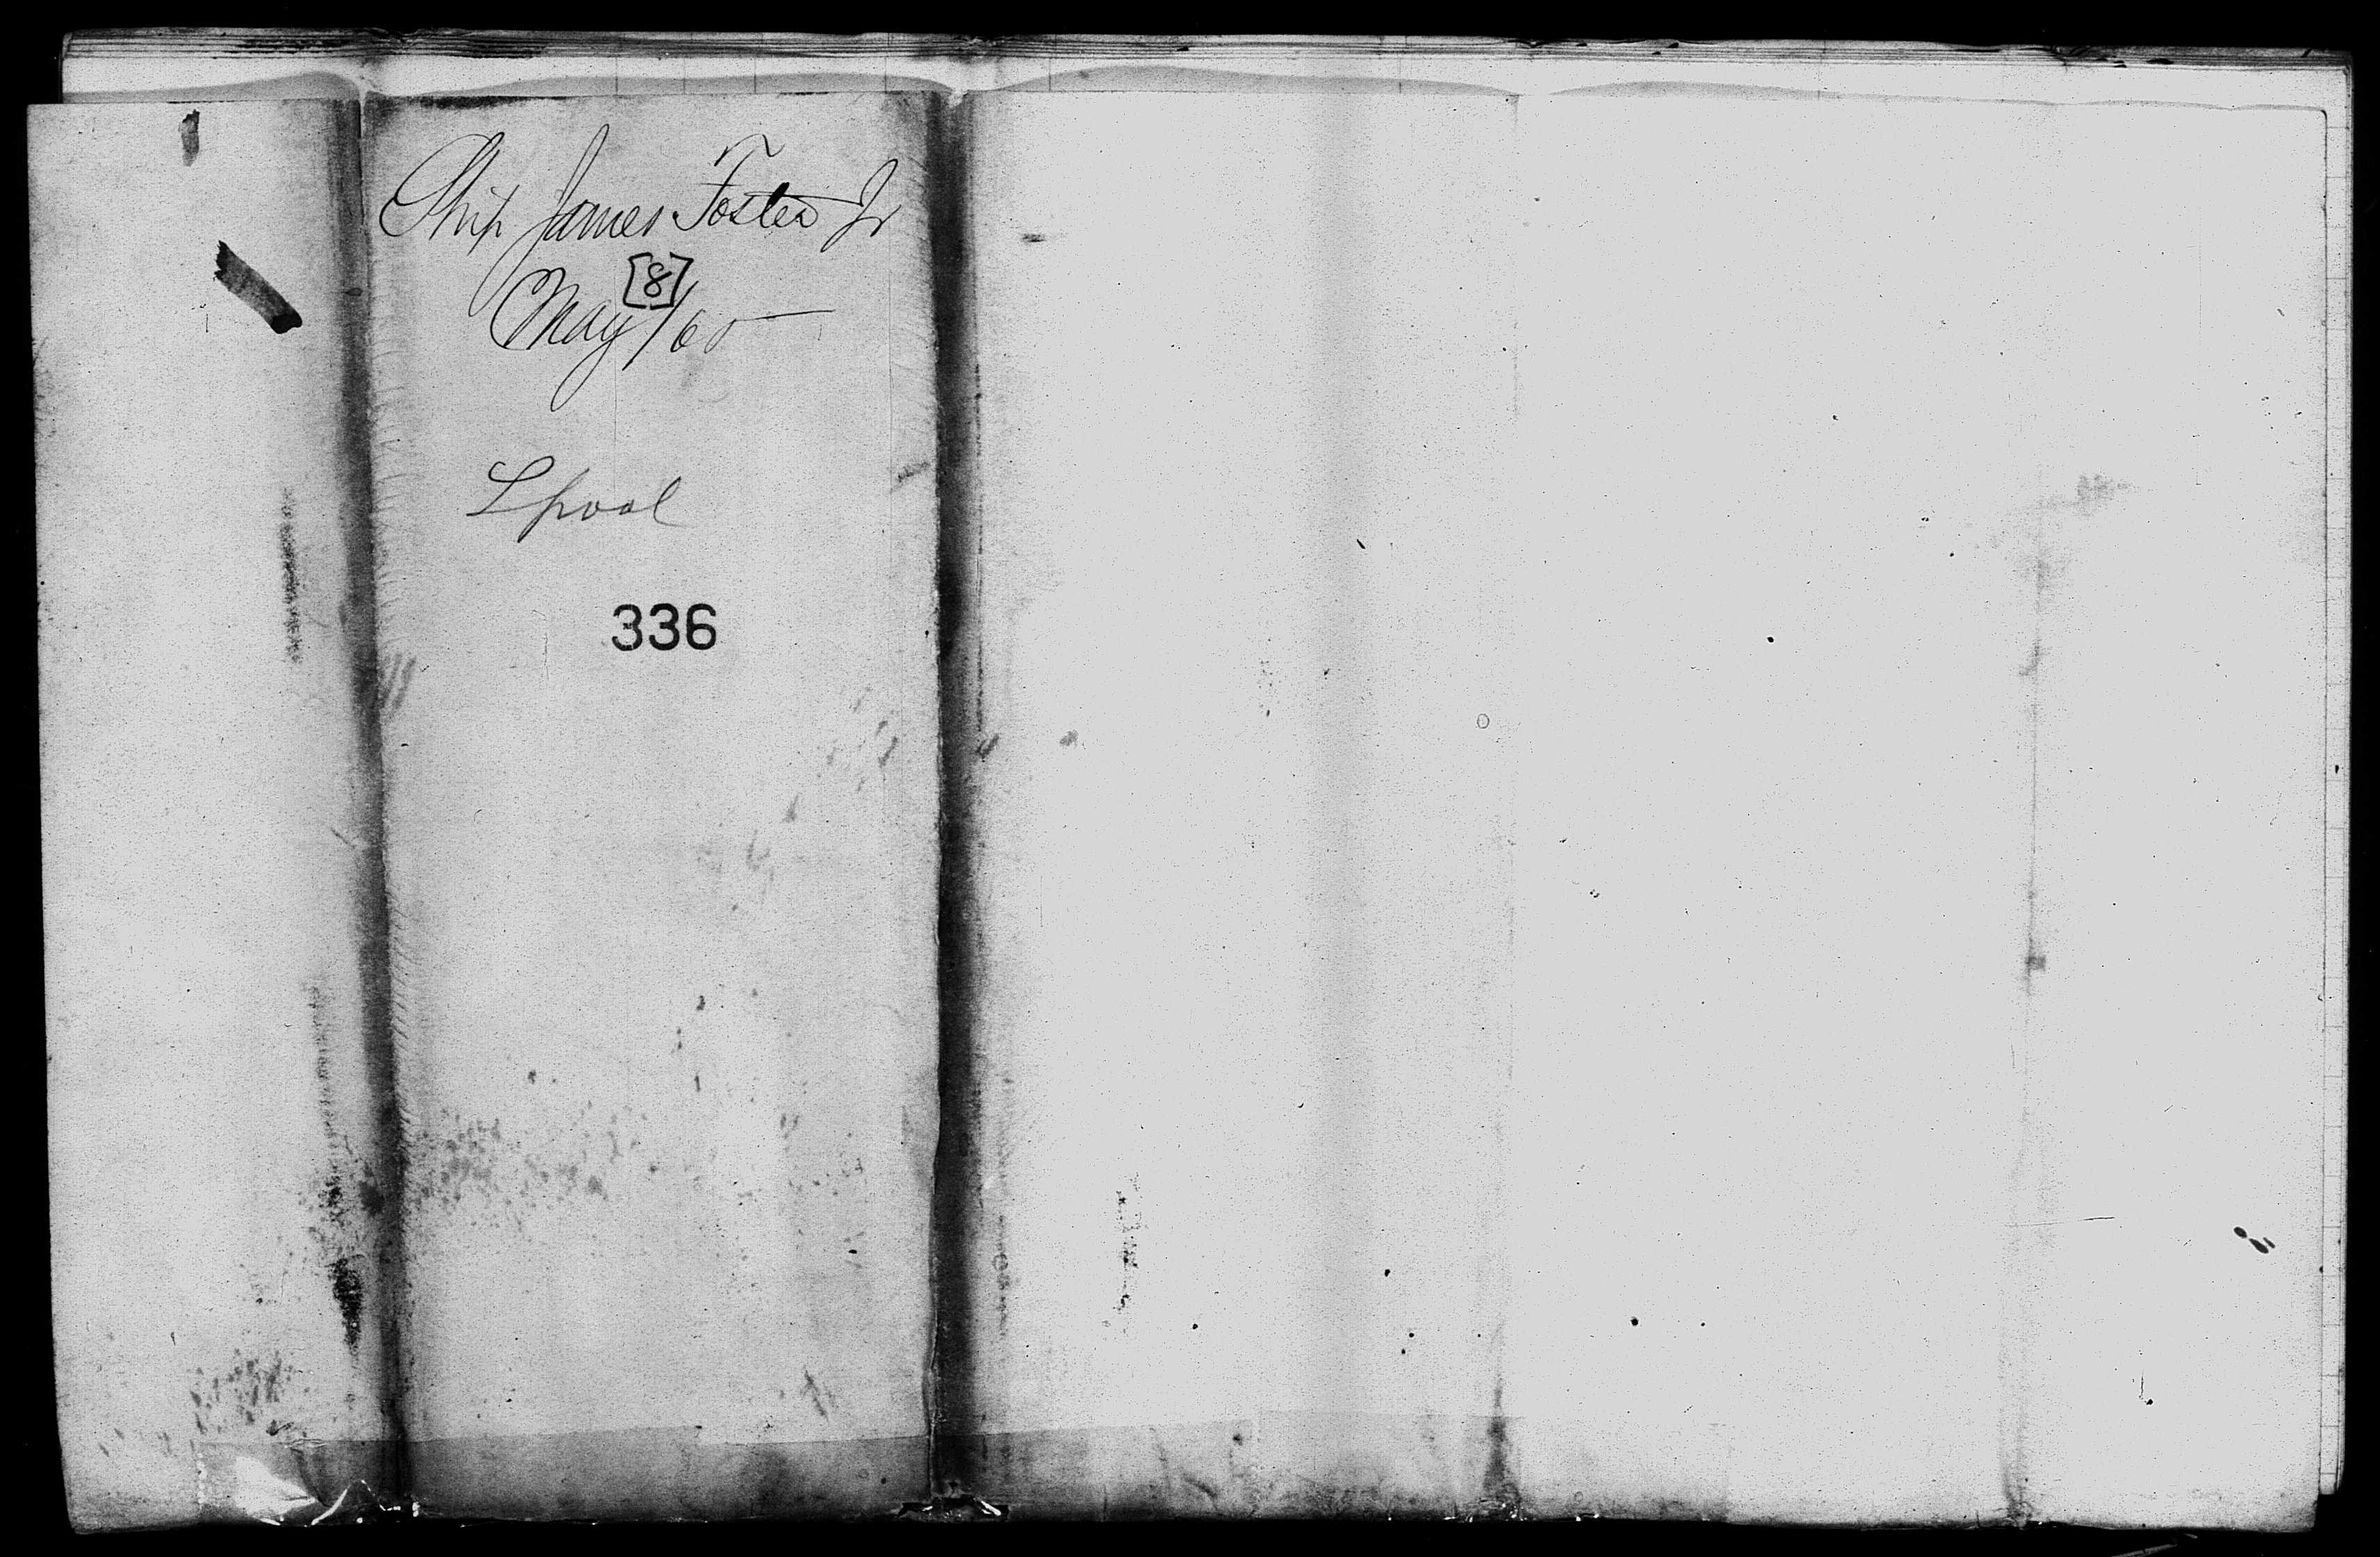 Ship James Foster Jr
[8]
May /65
Lpool
336